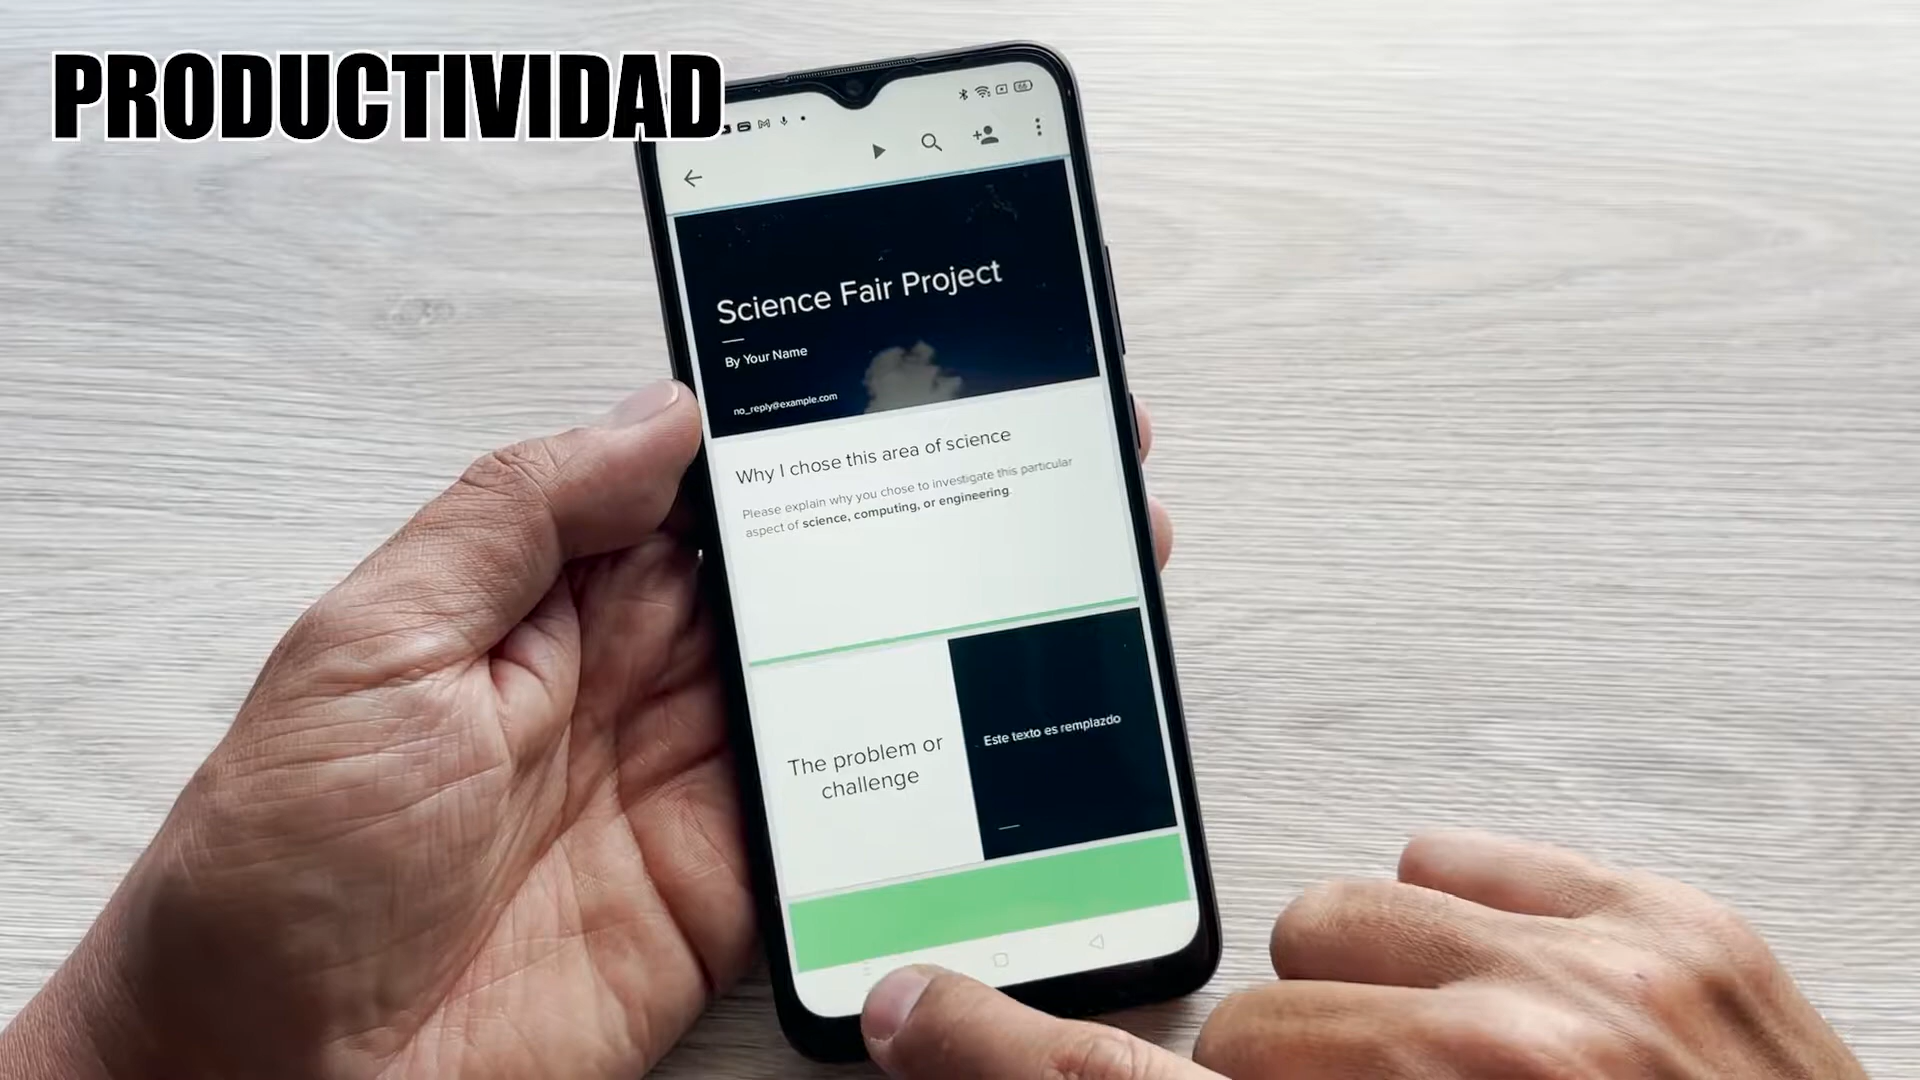 PRODUCTIVIDAD
Science Fair Project
By Your Name
no_reply@example.com
Why I chose this area of science
Please explain why you chose to investigate this particular
aspect of science, computing, or engineering.
The problem or
challenge
Este texto es remplazdo